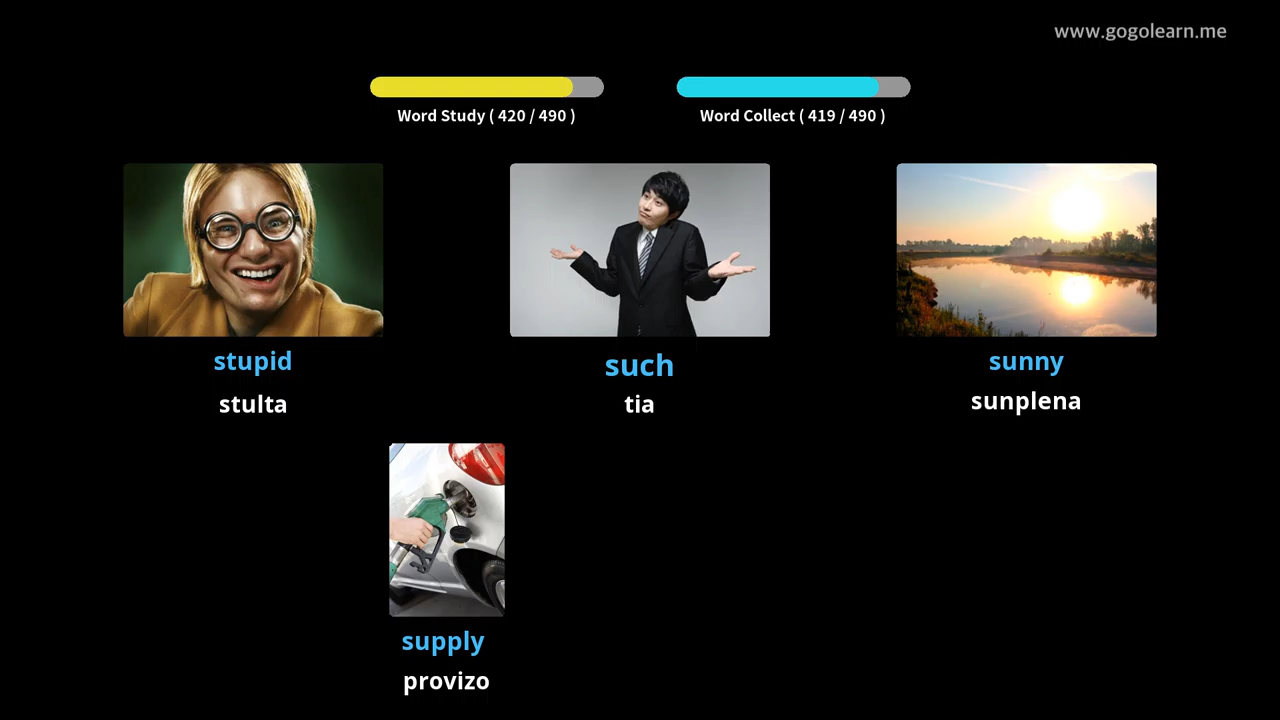 www.gogolearn.me
Word Study ( 420 / 490 )
Word Collect ( 419 / 490 )
stupid
stulta
such
tia
sunny
sunplena
supply
provizo